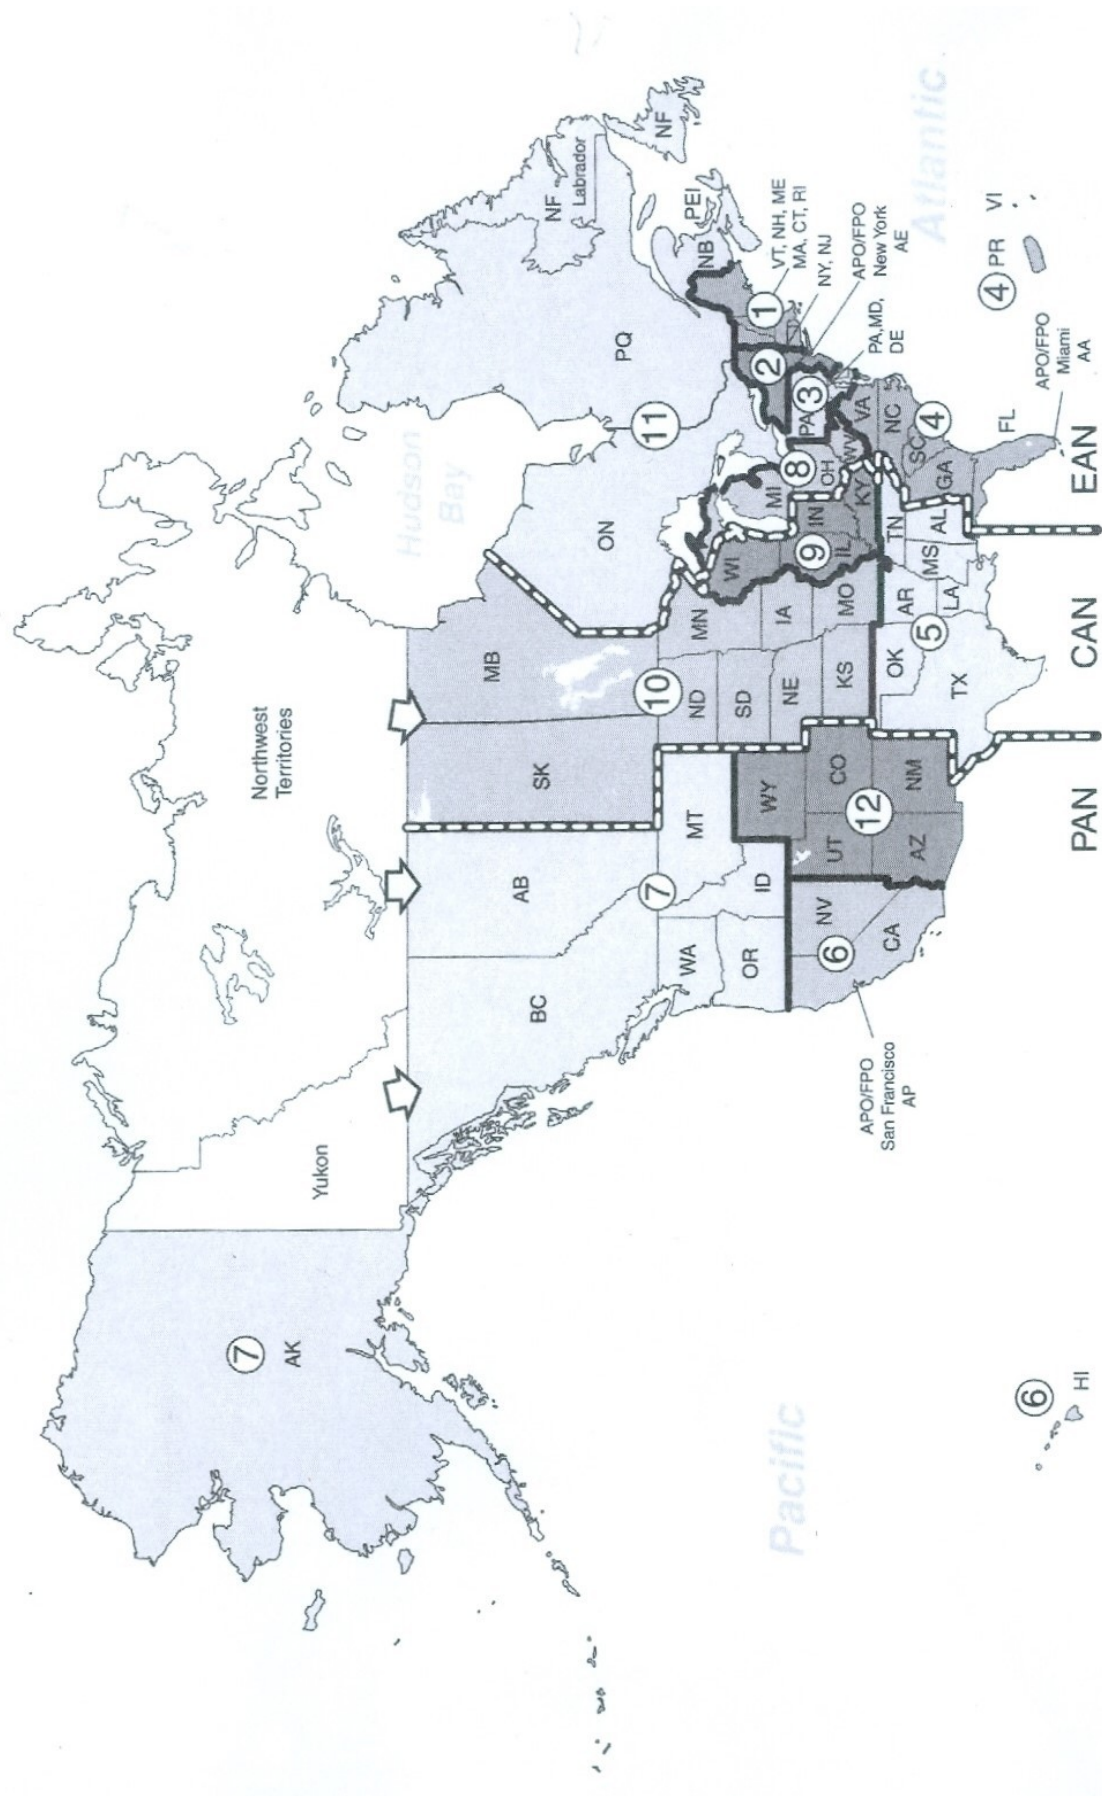 7
AK
Yukon
Northwest
Territories
Hudson
Bay
BC
AB
SK
MB
ON
PQ
NF
Labrador
NF
PEI
NB
7
10
11
WA
OR
ID
MT
WY
ND
SD
NE
KS
MN
IA
MO
WI
IL
IN
9
MI
8
OH
WV
KY
PA
3
2
1
VT, NH, ME
MA, CT, RI
NY, NJ
APO/FPO
New York
AE
PA,MD,
DE
VA
NC
SC
4
GA
FL
APO/FPO
Miami
AA
4
PR
VI
NV
6
CA
UT
CO
12
AZ
NM
OK
AR
5
TX
LA
TN
MS
AL
APO/FPO
San Francisco
AP
6
HI
Pacific
Atlantic
PAN
CAN
EAN